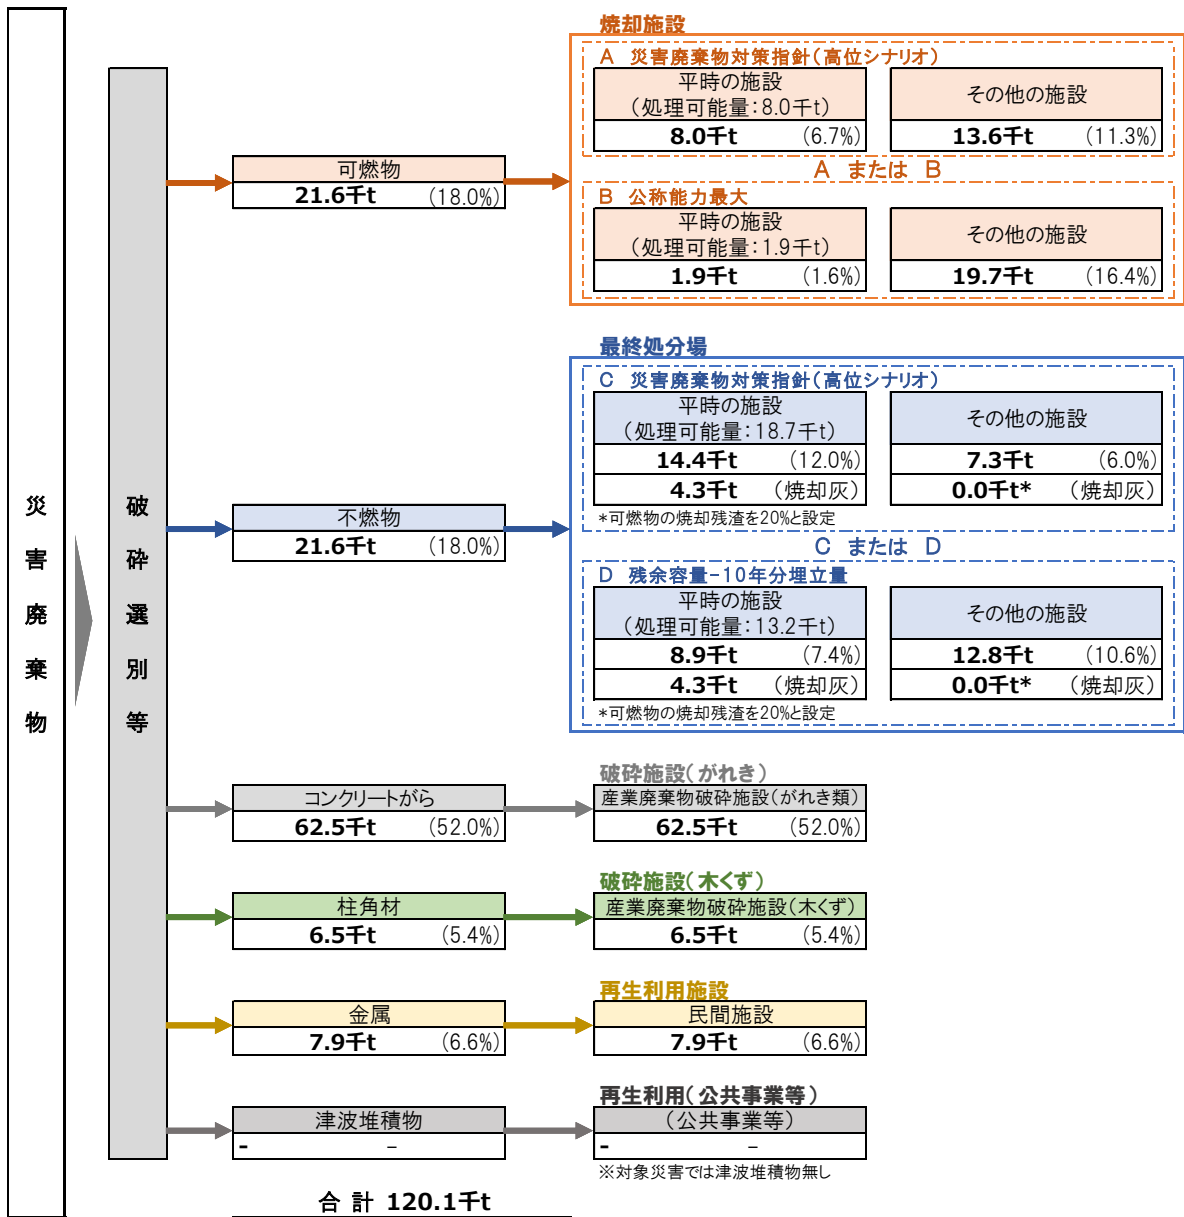 災害廃棄物
破砕選別等
焼却施設
A 災害廃棄物対策指針(高位シナリオ)
平時の施設
(処理可能量:8.0千t)
8.0千t (6.7%)
その他の施設
13.6千t (11.3%)
A または B
可燃物
21.6千t (18.0%)
B 公称能力最大
平時の施設
(処理可能量:1.9千t)
1.9千t (1.6%)
その他の施設
19.7千t (16.4%)
最終処分場
C 災害廃棄物対策指針(高位シナリオ)
平時の施設
(処理可能量:18.7千t)
14.4千t (12.0%)
4.3千t (焼却灰)
その他の施設
7.3千t (6.0%)
0.0千t* (焼却灰)
*可燃物の焼却残渣を20%と設定
不燃物
21.6千t (18.0%)
C または D
D 残余容量-10年分埋立量
平時の施設
(処理可能量:13.2千t)
8.9千t (7.4%)
4.3千t (焼却灰)
その他の施設
12.8千t (10.6%)
0.0千t* (焼却灰)
*可燃物の焼却残渣を20%と設定
破砕施設(がれき)
コンクリートがら
62.5千t (52.0%)
産業廃棄物破砕施設(がれき類)
62.5千t (52.0%)
破砕施設(木くず)
柱角材
6.5千t (5.4%)
産業廃棄物破砕施設(木くず)
6.5千t (5.4%)
再生利用施設
金属
7.9千t (6.6%)
民間施設
7.9千t (6.6%)
再生利用(公共事業等)
津波堆積物
- -
(公共事業等)
- -
※対象災害では津波堆積物無し
合 計 120.1千t